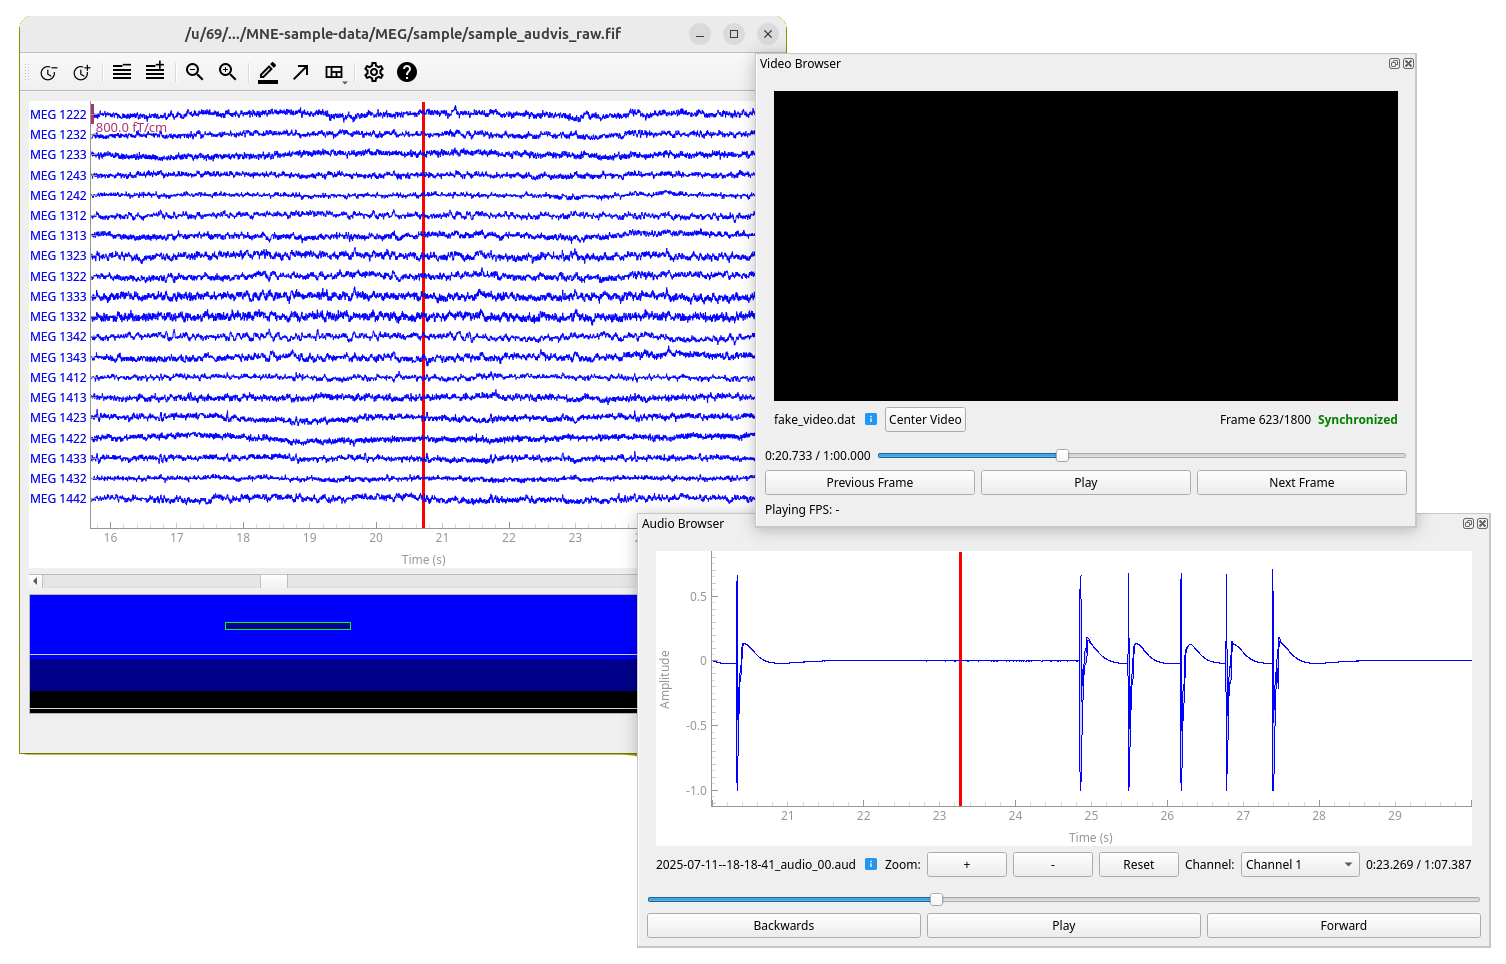 /u/69/.../MNE-sample-data/MEG/sample/sample_audvis_raw.fif
MEG 1222
800.0 fT/cm
MEG 1232
MEG 1233
MEG 1243
MEG 1242
MEG 1312
MEG 1313
MEG 1323
MEG 1322
MEG 1333
MEG 1332
MEG 1342
MEG 1343
MEG 1412
MEG 1413
MEG 1423
MEG 1422
MEG 1433
MEG 1432
MEG 1442
16 17 18 19 20 21 22 23
Time (s)
Video Browser
fake_video.dat i Center Video Frame 623/1800 Synchronized
0:20.733 / 1:00.000
Previous Frame Play Next Frame
Playing FPS: -
Audio Browser
Amplitude
0.5
0
-0.5
-1.0
21 22 23 24 25 26 27 28 29
Time (s)
2025-07-11--18-18-41_audio_00.aud i Zoom: + - Reset Channel: Channel 1 0:23.269 / 1:07.387
Backwards Play Forward